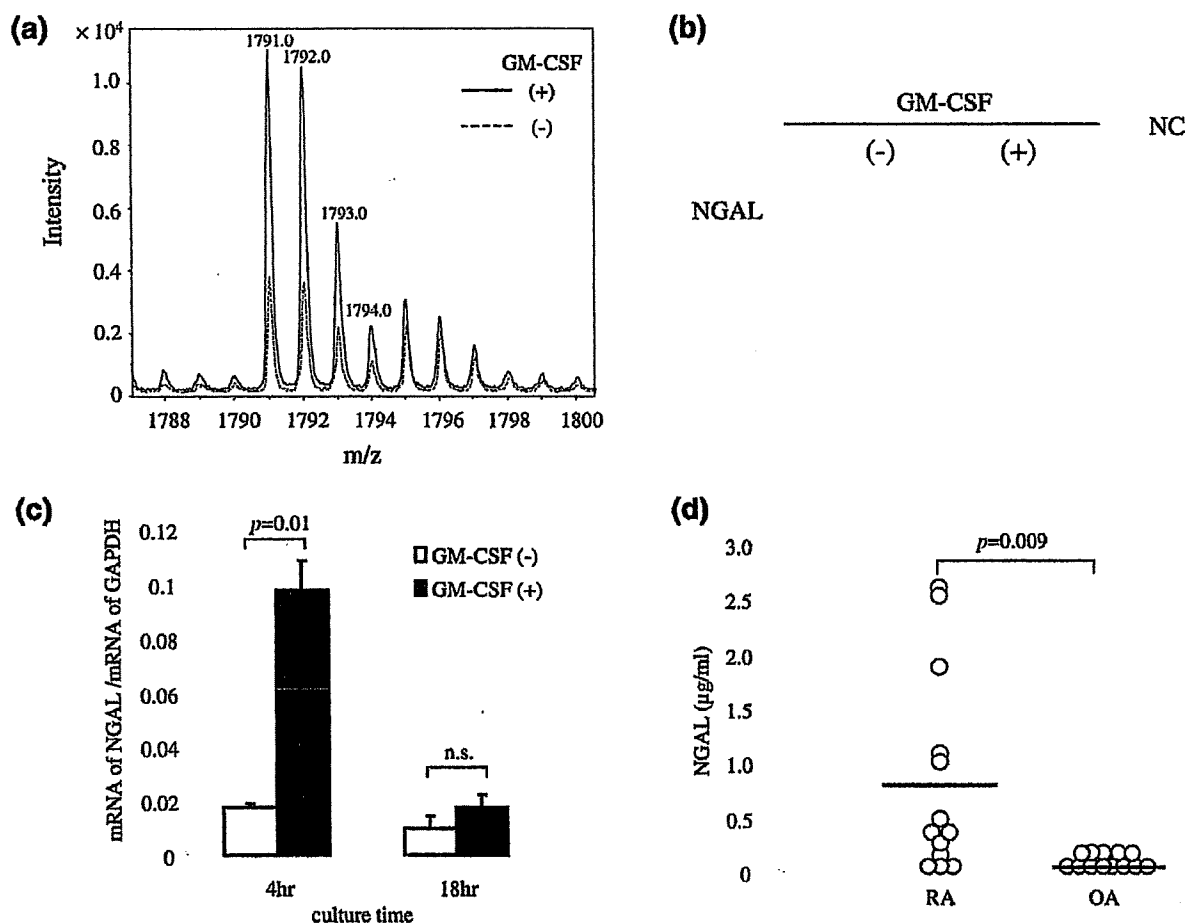 (a)
× 10⁴
Intensity
1.0
0.8
0.6
0.4
0.2
0
1791.0
1792.0
1793.0
1794.0
GM-CSF
(+)
(-)
1788 1790 1792 1794 1796 1798 1800
m/z
(b)
GM-CSF
(-) (+)
NC
NGAL
(c)
mRNA of NGAL /mRNA of GAPDH
0.12
0.1
0.08
0.06
0.04
0.02
0
p=0.01
GM-CSF (-)
GM-CSF (+)
n.s.
4hr 18hr
culture time
(d)
NGAL (µg/ml)
3.0
2.5
2.0
1.5
1.0
0.5
0
p=0.009
RA OA